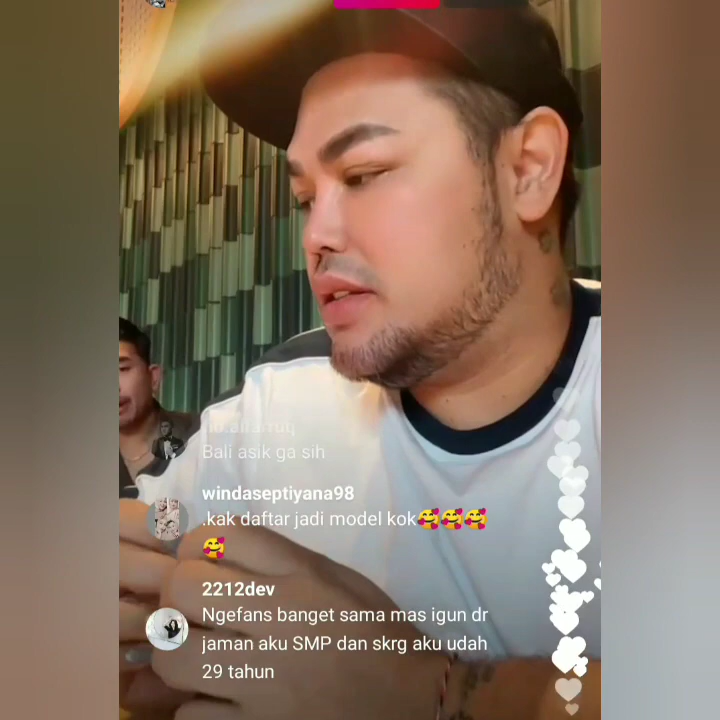 Bali asik ga sih
windaseptiyana98
.kak daftar jadi model kok🥰🥰🥰
🥰
2212dev
Ngefans banget sama mas igun dr
jaman aku SMP dan skrg aku udah
29 tahun